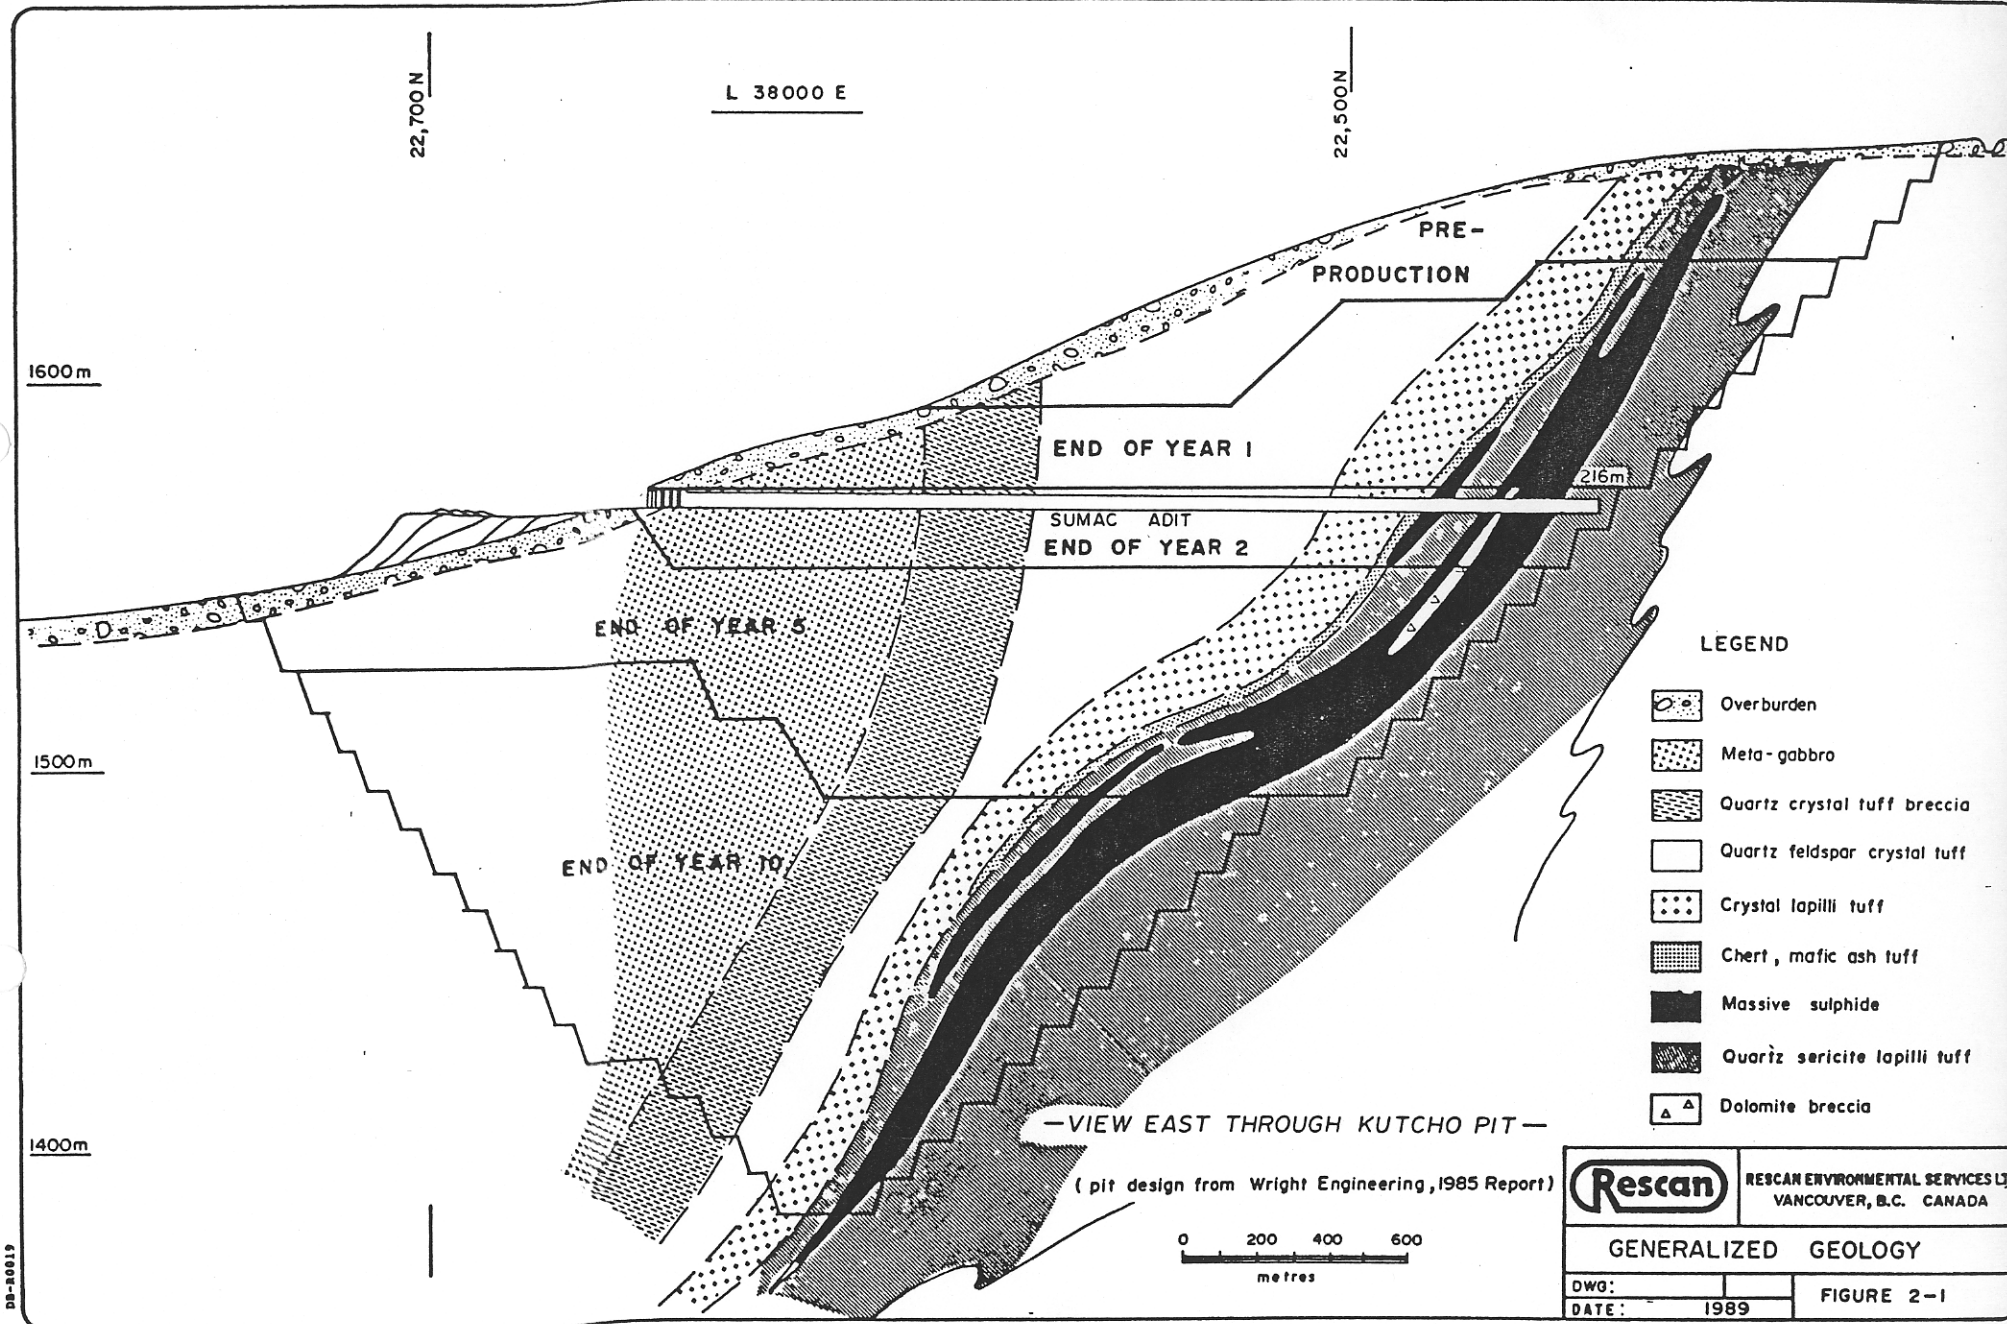 22,700 N
L 38000 E
22,500N
PRE-
PRODUCTION
1600m
END OF YEAR 1
216m
SUMAC ADIT
END OF YEAR 2
END OF YEAR 5
1500m
END OF YEAR 10
1400m
LEGEND
Overburden
Meta-gabbro
Quartz crystal tuff breccia
Quartz feldspar crystal tuff
Crystal lapilli tuff
Chert, mafic ash tuff
Massive sulphide
Quartz sericite lapilli tuff
Dolomite breccia
—VIEW EAST THROUGH KUTCHO PIT—
(pit design from Wright Engineering, 1985 Report)
0 200 400 600
metres
Rescan
RESCAN ENVIRONMENTAL SERVICES LT
VANCOUVER, B.C. CANADA
GENERALIZED GEOLOGY
DWG:
DATE: 1989
FIGURE 2-1
DB-R0019